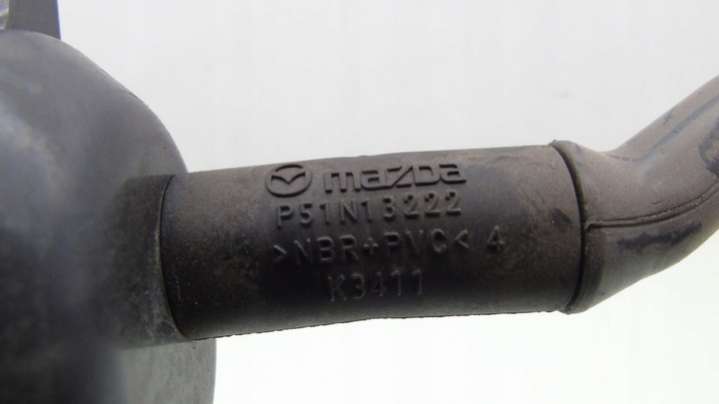 mazda
P51N13222
>NBR+PVC< 4
K3411